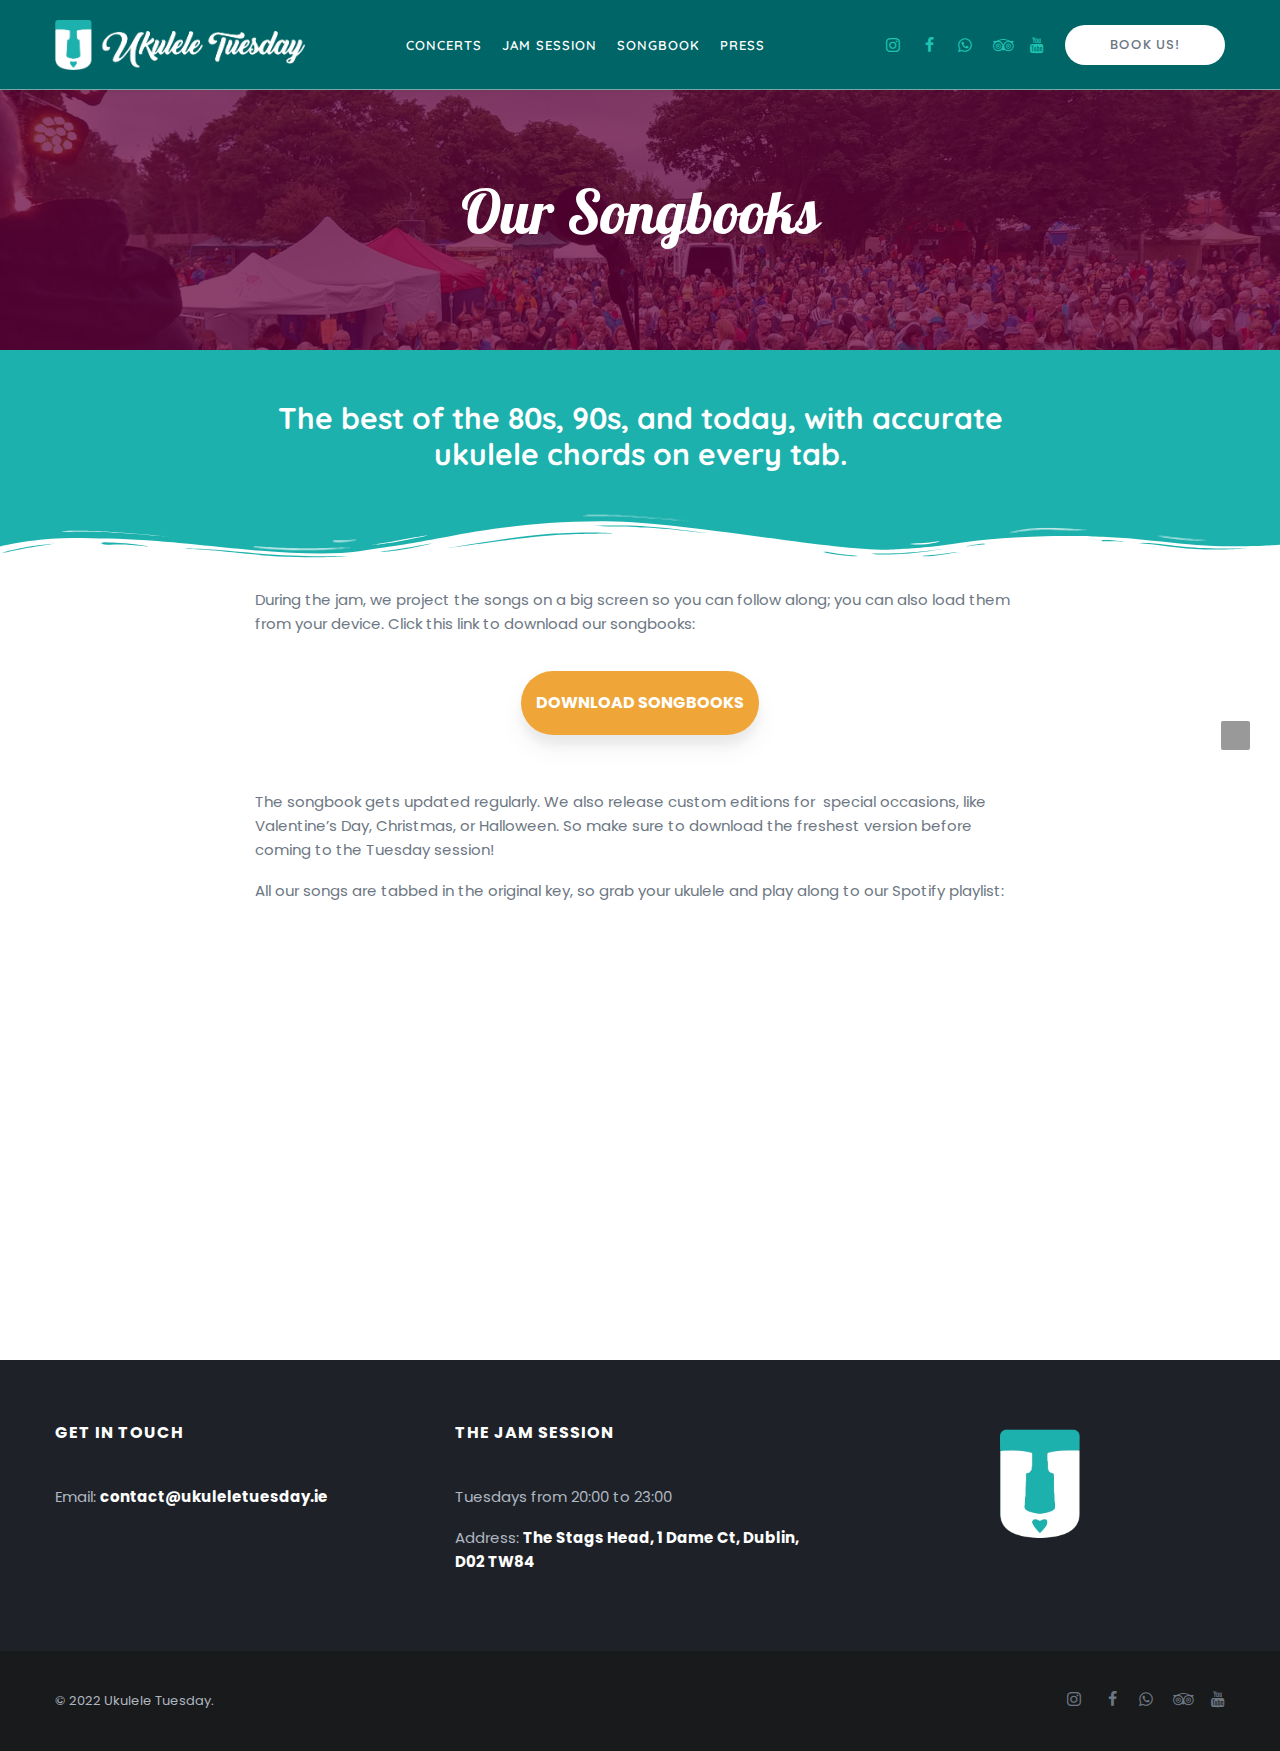 Ukulele Tuesday
CONCERTS JAM SESSION SONGBOOK PRESS
BOOK US!
Our Songbooks
The best of the 80s, 90s, and today, with accurate
ukulele chords on every tab.
During the jam, we project the songs on a big screen so you can follow along; you can also load them
from your device. Click this link to download our songbooks:
DOWNLOAD SONGBOOKS
The songbook gets updated regularly. We also release custom editions for  special occasions, like
Valentine’s Day, Christmas, or Halloween. So make sure to download the freshest version before
coming to the Tuesday session!
All our songs are tabbed in the original key, so grab your ukulele and play along to our Spotify playlist:
GET IN TOUCH
Email: contact@ukuleletuesday.ie
THE JAM SESSION
Tuesdays from 20:00 to 23:00
Address: The Stags Head, 1 Dame Ct, Dublin,
D02 TW84
© 2022 Ukulele Tuesday.